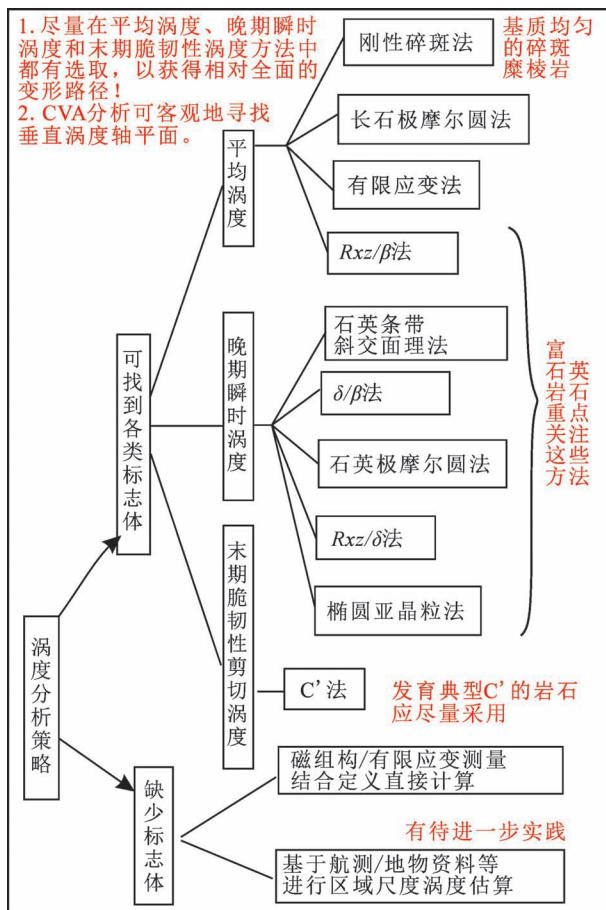 1. 尽量在平均涡度、晚期瞬时
涡度和末期脆韧性涡度方法中
都有选取，以获得相对全面的
变形路径！
2. CVA分析可客观地寻找
垂直涡度轴平面。
涡度分析策略
可找到各类标志体
平均涡度
刚性碎斑法
基质均匀
的碎斑
糜棱岩
长石极摩尔圆法
有限应变法
Rxz/β法
晚期瞬时涡度
石英条带
斜交面理法
δ/β法
石英极摩尔圆法
Rxz/δ法
椭圆亚晶粒法
富英
石石
岩点
重注
关些
这法
方
末期脆韧性剪切涡度
C’法
发育典型C’的岩石
应尽量采用
缺少标志体
磁组构/有限应变测量
结合定义直接计算
有待进一步实践
基于航测/地物资料等
进行区域尺度涡度估算